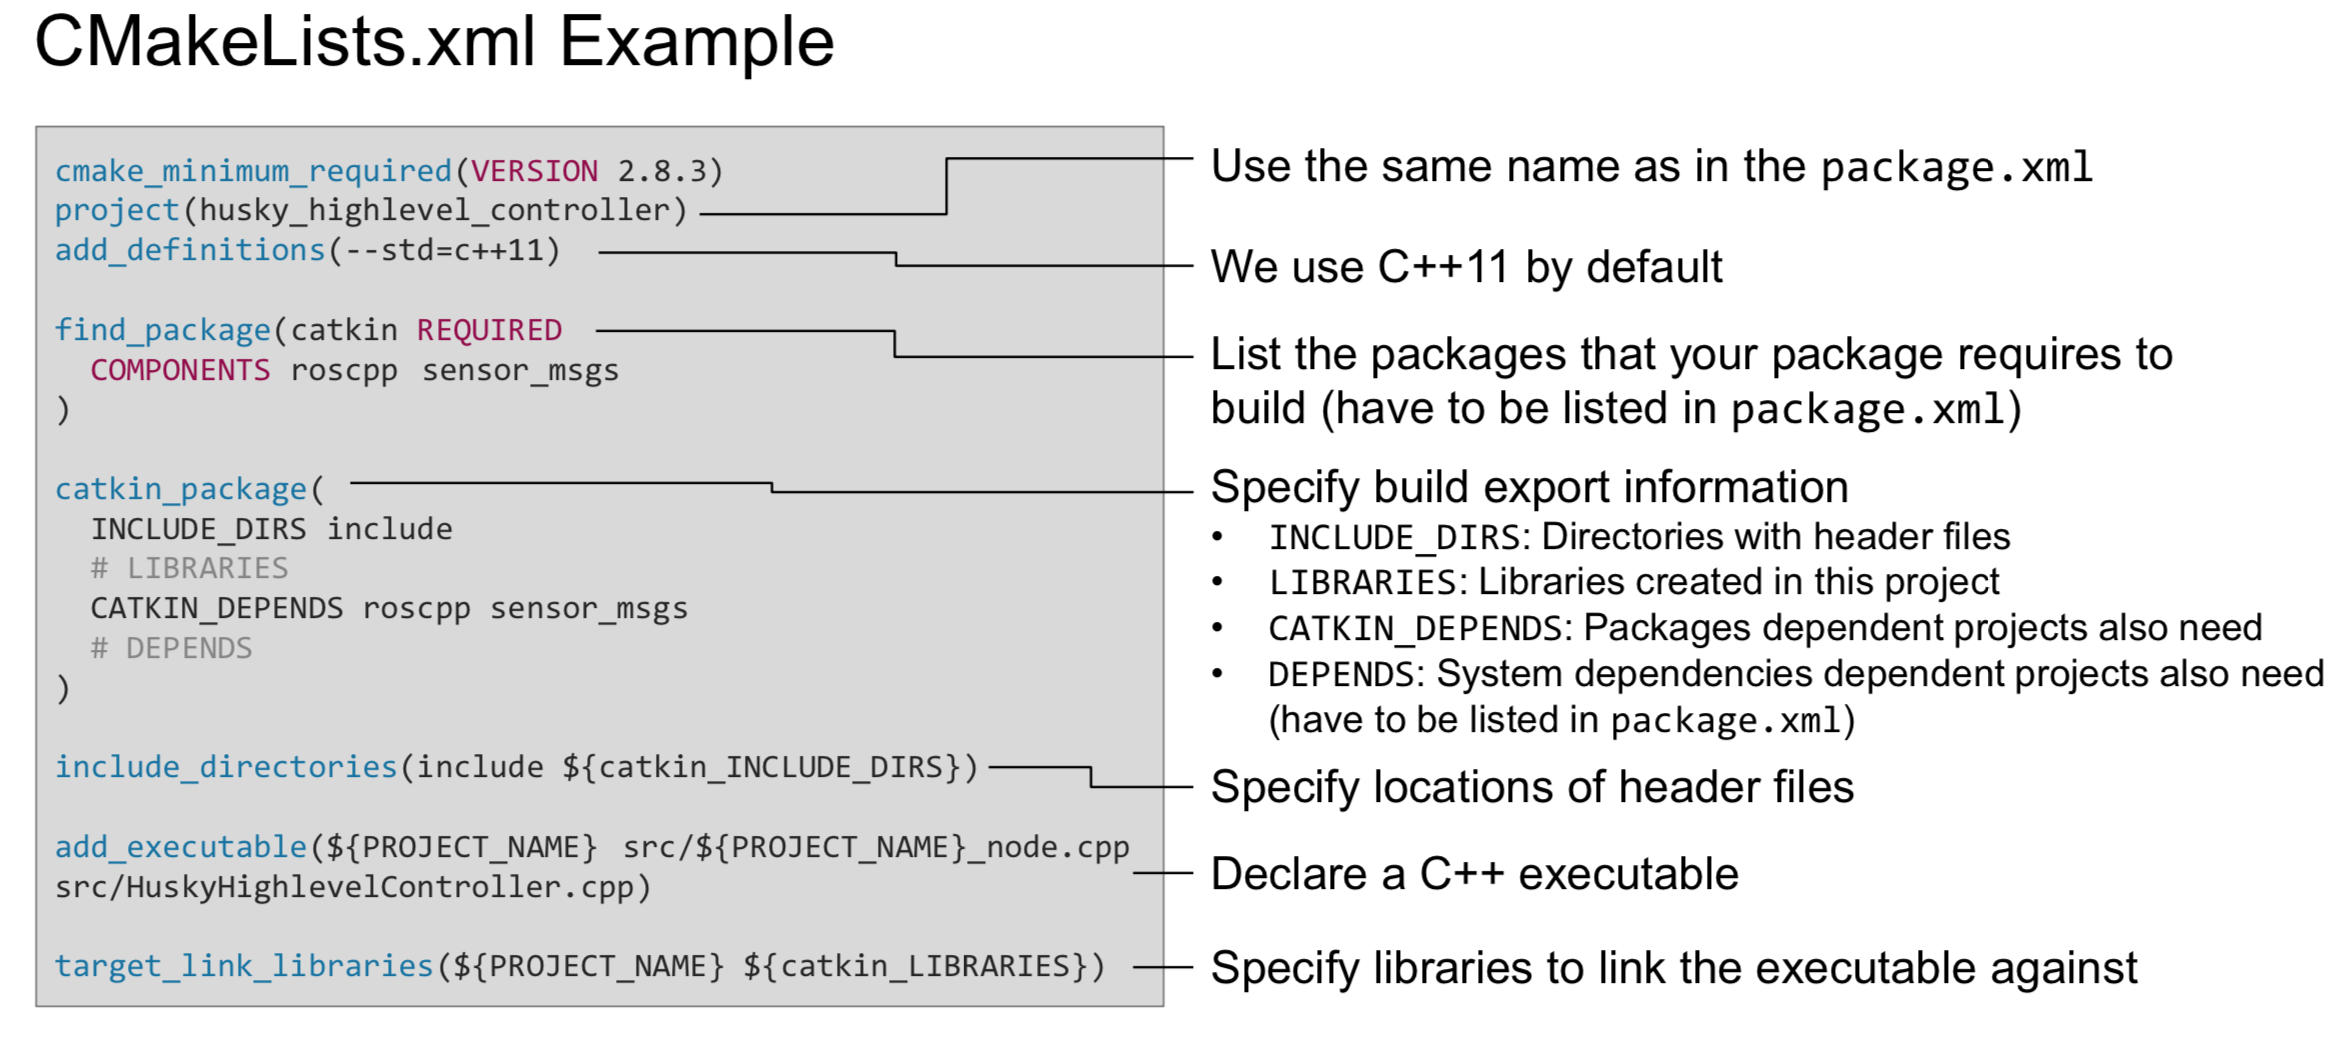 CMakeLists.xml Example
cmake_minimum_required(VERSION 2.8.3)
project(husky_highlevel_controller)
add_definitions(--std=c++11)
find_package(catkin REQUIRED
COMPONENTS roscpp sensor_msgs
)
catkin_package(
INCLUDE_DIRS include
# LIBRARIES
CATKIN_DEPENDS roscpp sensor_msgs
# DEPENDS
)
include_directories(include ${catkin_INCLUDE_DIRS})
add_executable(${PROJECT_NAME} src/${PROJECT_NAME}_node.cpp
src/HuskyHighlevelController.cpp)
target_link_libraries(${PROJECT_NAME} ${catkin_LIBRARIES})
Use the same name as in the package.xml
We use C++11 by default
List the packages that your package requires to
build (have to be listed in package.xml)
Specify build export information
• INCLUDE_DIRS: Directories with header files
• LIBRARIES: Libraries created in this project
• CATKIN_DEPENDS: Packages dependent projects also need
• DEPENDS: System dependencies dependent projects also need
(have to be listed in package.xml)
Specify locations of header files
Declare a C++ executable
Specify libraries to link the executable against